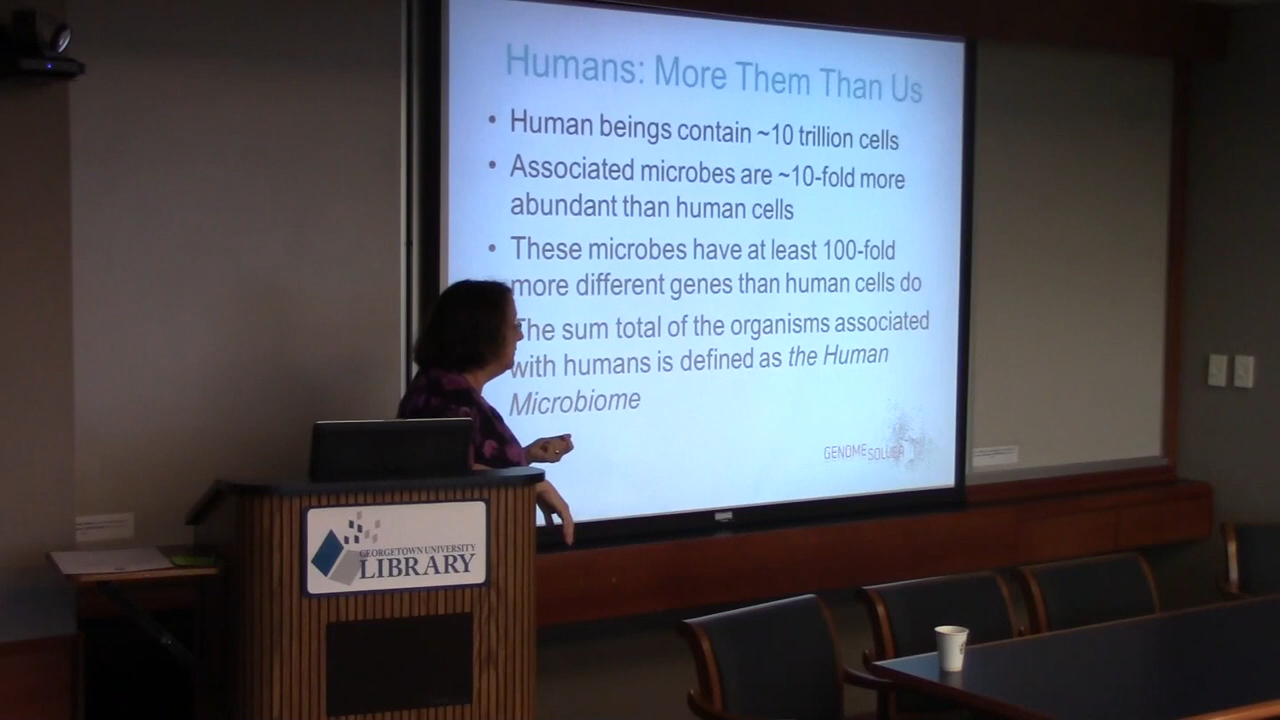 Humans: More Them Than Us
• Human beings contain ~10 trillion cells
• Associated microbes are ~10-fold more
abundant than human cells
• These microbes have at least 100-fold
more different genes than human cells do
The sum total of the organisms associated
with humans is defined as the Human
Microbiome
GENOME SOLVER
GEORGETOWN UNIVERSITY
LIBRARY